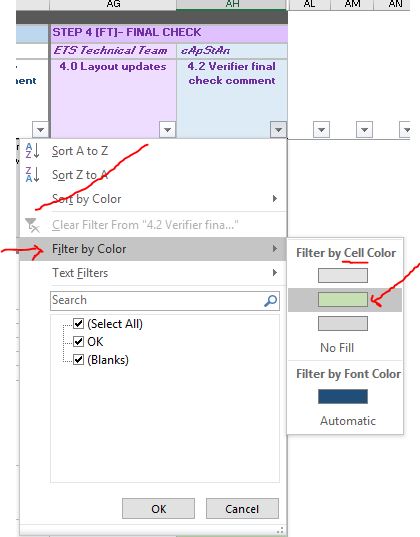 AG AH AL AM AN
[FT] STEP 4 [FT]- FINAL CHECK
ETS Technical Team cApStAn
4.0 Layout updates 4.2 Verifier final
ent check comment
Sort A to Z
Sort Z to A
Sort by Color
Clear Filter From "4.2 Verifier fina..."
Filter by Color
Filter by Cell Color
Text Filters
Search
(Select All)
OK
(Blanks)
No Fill
Filter by Font Color
Automatic
OK Cancel